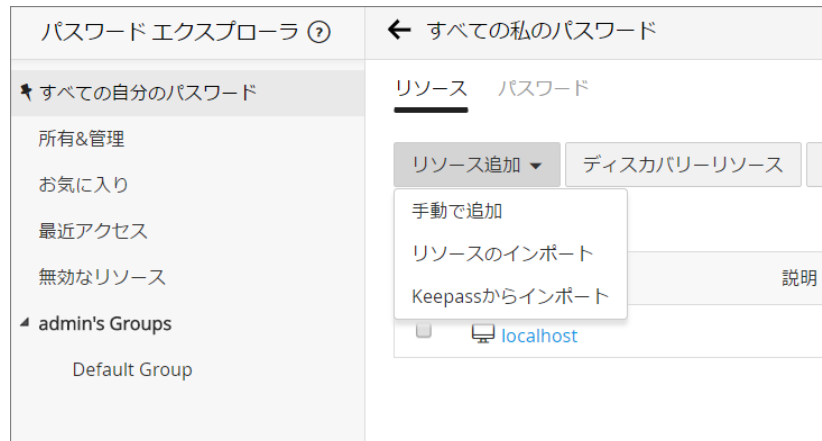 パスワード エクスプローラ ?
すべての自分のパスワード
所有&管理
お気に入り
最近アクセス
無効なリソース
admin's Groups
Default Group
← すべての私のパスワード
リソース パスワード
リソース追加 ディスカバリーリソース
手動で追加
リソースのインポート
Keepassからインポート
説明
localhost